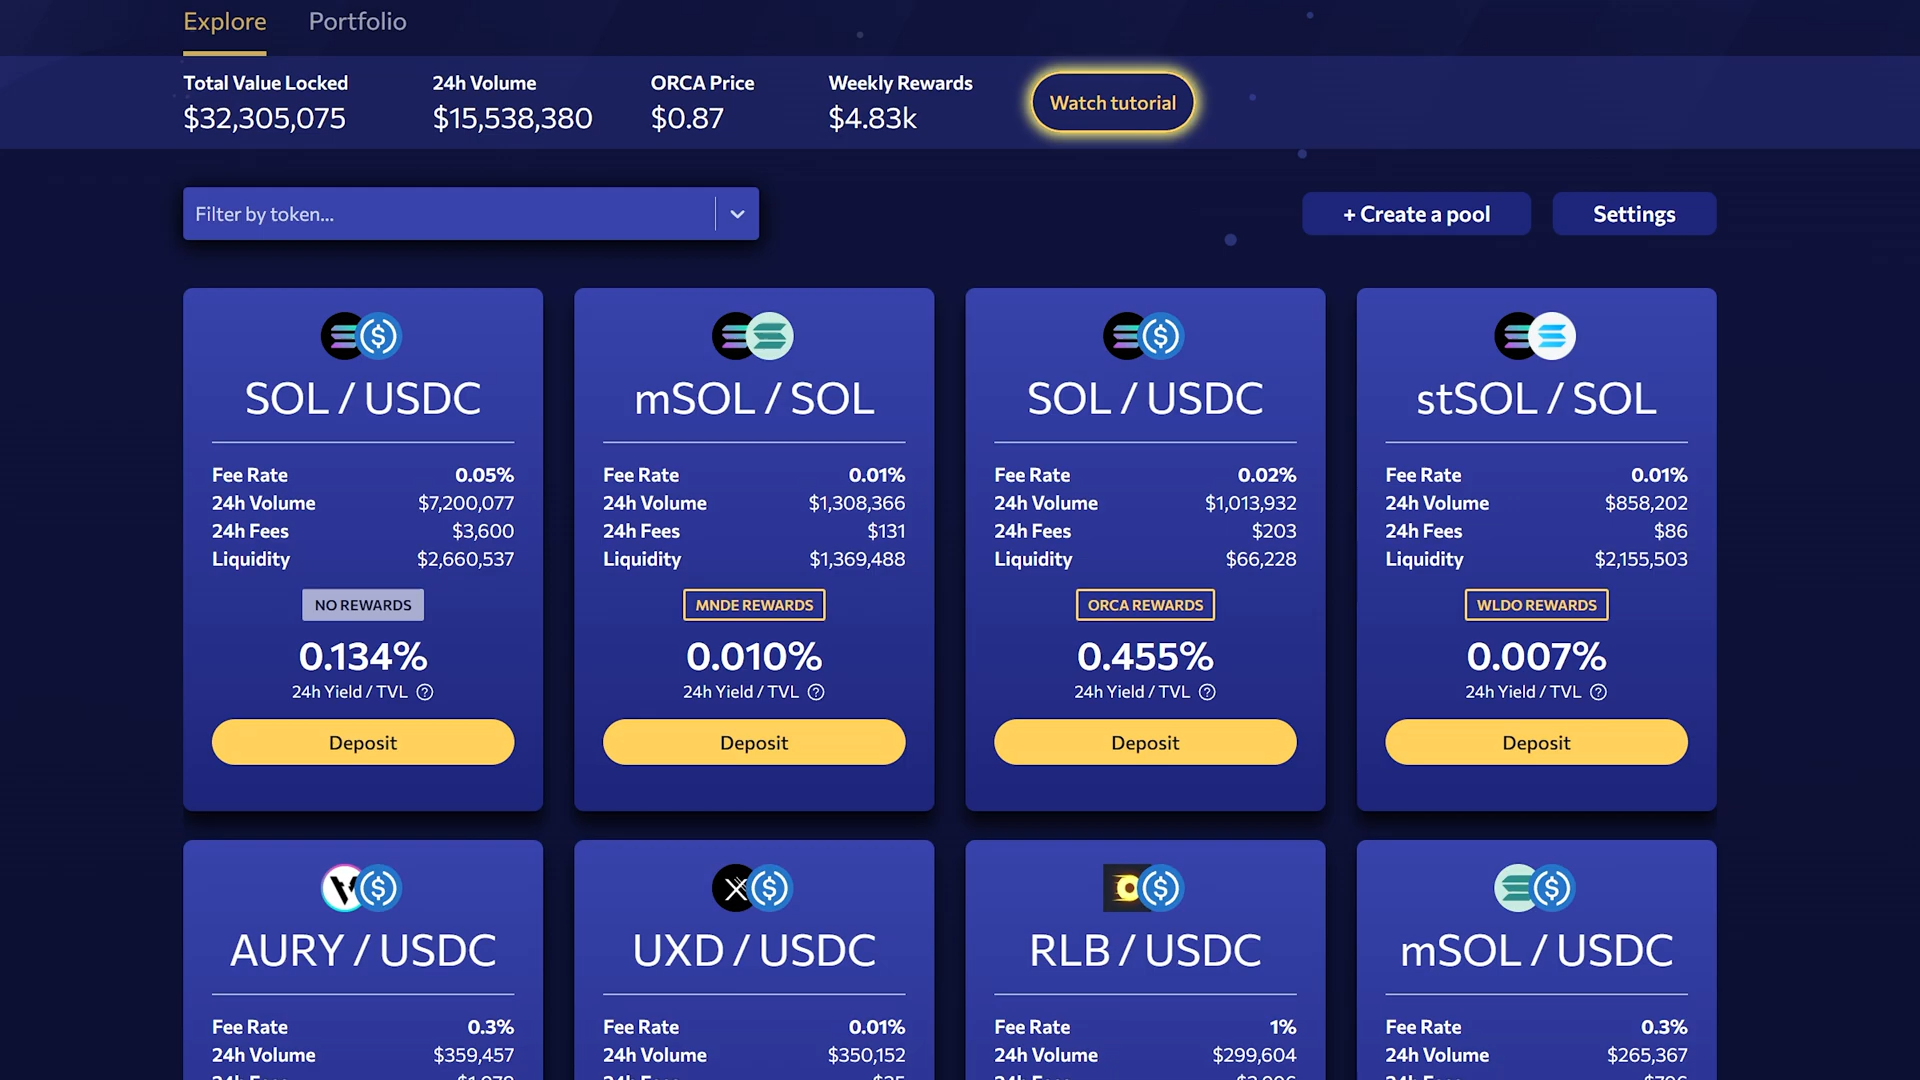 Explore Portfolio
Total Value Locked 24h Volume ORCA Price Weekly Rewards
$32,305,075 $15,538,380 $0.87 $4.83k
Watch tutorial
Filter by token...
+ Create a pool Settings
SOL / USDC
Fee Rate 0.05%
24h Volume $7,200,077
24h Fees $3,600
Liquidity $2,660,537
NO REWARDS
0.134%
24h Yield / TVL ?
Deposit
mSOL / SOL
Fee Rate 0.01%
24h Volume $1,308,366
24h Fees $131
Liquidity $1,369,488
MNDE REWARDS
0.010%
24h Yield / TVL ?
Deposit
SOL / USDC
Fee Rate 0.02%
24h Volume $1,013,932
24h Fees $203
Liquidity $66,228
ORCA REWARDS
0.455%
24h Yield / TVL ?
Deposit
stSOL / SOL
Fee Rate 0.01%
24h Volume $858,202
24h Fees $86
Liquidity $2,155,503
WLDO REWARDS
0.007%
24h Yield / TVL ?
Deposit
AURY / USDC
Fee Rate 0.3%
24h Volume $359,457
UXD / USDC
Fee Rate 0.01%
24h Volume $350,152
RLB / USDC
Fee Rate 1%
24h Volume $299,604
mSOL / USDC
Fee Rate 0.3%
24h Volume $265,367